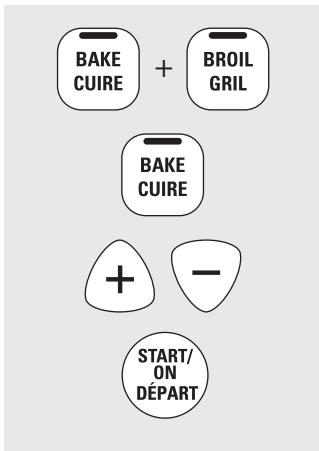 BAKE
CUIRE
+
BROIL
GRIL
BAKE
CUIRE
+ −
START/
ON
DÉPART